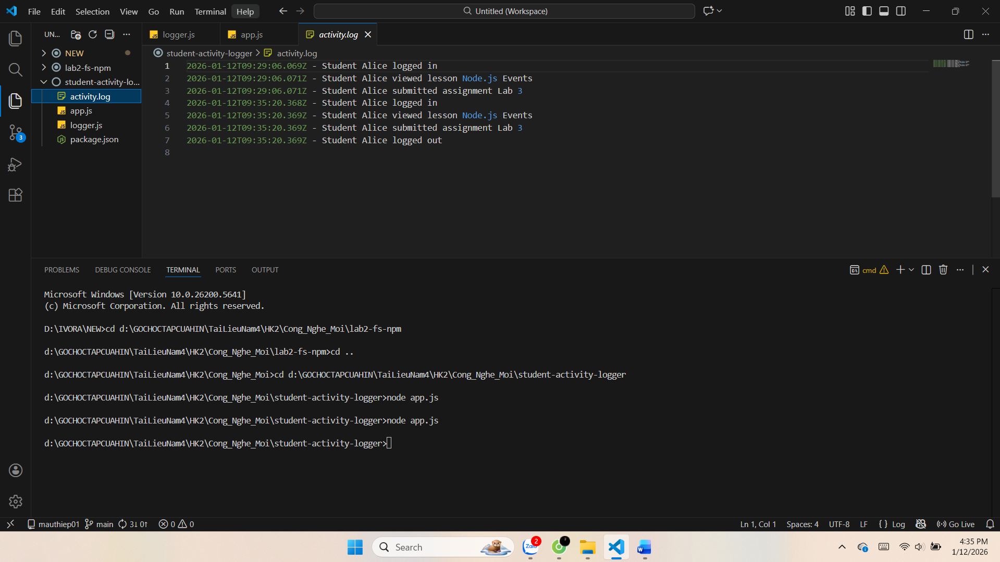 File Edit Selection View Go Run Terminal Help
Untitled (Workspace)
UN...
logger.js
app.js
activity.log
NEW
lab2-fs-npm
student-activity-lo...
activity.log
app.js
logger.js
package.json
3
student-activity-logger > activity.log
1 2026-01-12T09:29:06.069Z - Student Alice logged in
2 2026-01-12T09:29:06.071Z - Student Alice viewed lesson Node.js Events
3 2026-01-12T09:29:06.071Z - Student Alice submitted assignment Lab 3
4 2026-01-12T09:35:20.368Z - Student Alice logged in
5 2026-01-12T09:35:20.369Z - Student Alice viewed lesson Node.js Events
6 2026-01-12T09:35:20.369Z - Student Alice submitted assignment Lab 3
7 2026-01-12T09:35:20.369Z - Student Alice logged out
8
PROBLEMS DEBUG CONSOLE TERMINAL PORTS OUTPUT
cmd
Microsoft Windows [Version 10.0.26200.5641]
(c) Microsoft Corporation. All rights reserved.
D:\IVORA\NEW>cd d:\GOCHOCTAPCUAHIN\TaiLieuNam4\HK2\Cong_Nghe_Moi\lab2-fs-npm
d:\GOCHOCTAPCUAHIN\TaiLieuNam4\HK2\Cong_Nghe_Moi\lab2-fs-npm>cd ..
d:\GOCHOCTAPCUAHIN\TaiLieuNam4\HK2\Cong_Nghe_Moi>cd d:\GOCHOCTAPCUAHIN\TaiLieuNam4\HK2\Cong_Nghe_Moi\student-activity-logger
d:\GOCHOCTAPCUAHIN\TaiLieuNam4\HK2\Cong_Nghe_Moi\student-activity-logger>node app.js
d:\GOCHOCTAPCUAHIN\TaiLieuNam4\HK2\Cong_Nghe_Moi\student-activity-logger>node app.js
d:\GOCHOCTAPCUAHIN\TaiLieuNam4\HK2\Cong_Nghe_Moi\student-activity-logger>
mauthiep01 main 3↓ 0↑ 0 0
Ln 1, Col 1 Spaces: 4 UTF-8 LF {} Log Go Live
Search
Zalo
2
4:35 PM
1/12/2026